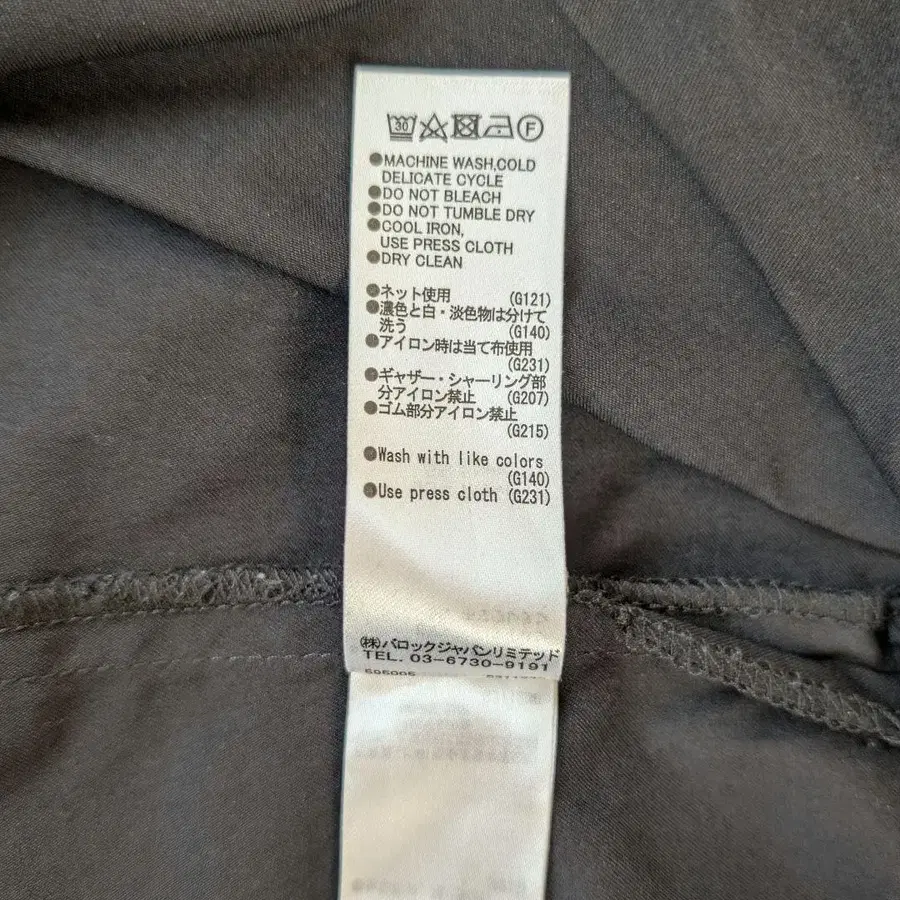 30 F
●MACHINE WASH,COLD
DELICATE CYCLE
●DO NOT BLEACH
●DO NOT TUMBLE DRY
●COOL IRON,
USE PRESS CLOTH
●DRY CLEAN
●ネット使用 (G121)
●濃色と白・淡色物は分けて
洗う (G140)
●アイロン時は当て布使用
(G231)
●ギャザー・シャーリング部
分アイロン禁止 (G207)
●ゴム部分アイロン禁止
(G215)
●Wash with like colors
(G140)
●Use press cloth (G231)
㈱バロックジャパンリミテッド
TEL. 03-6730-9191